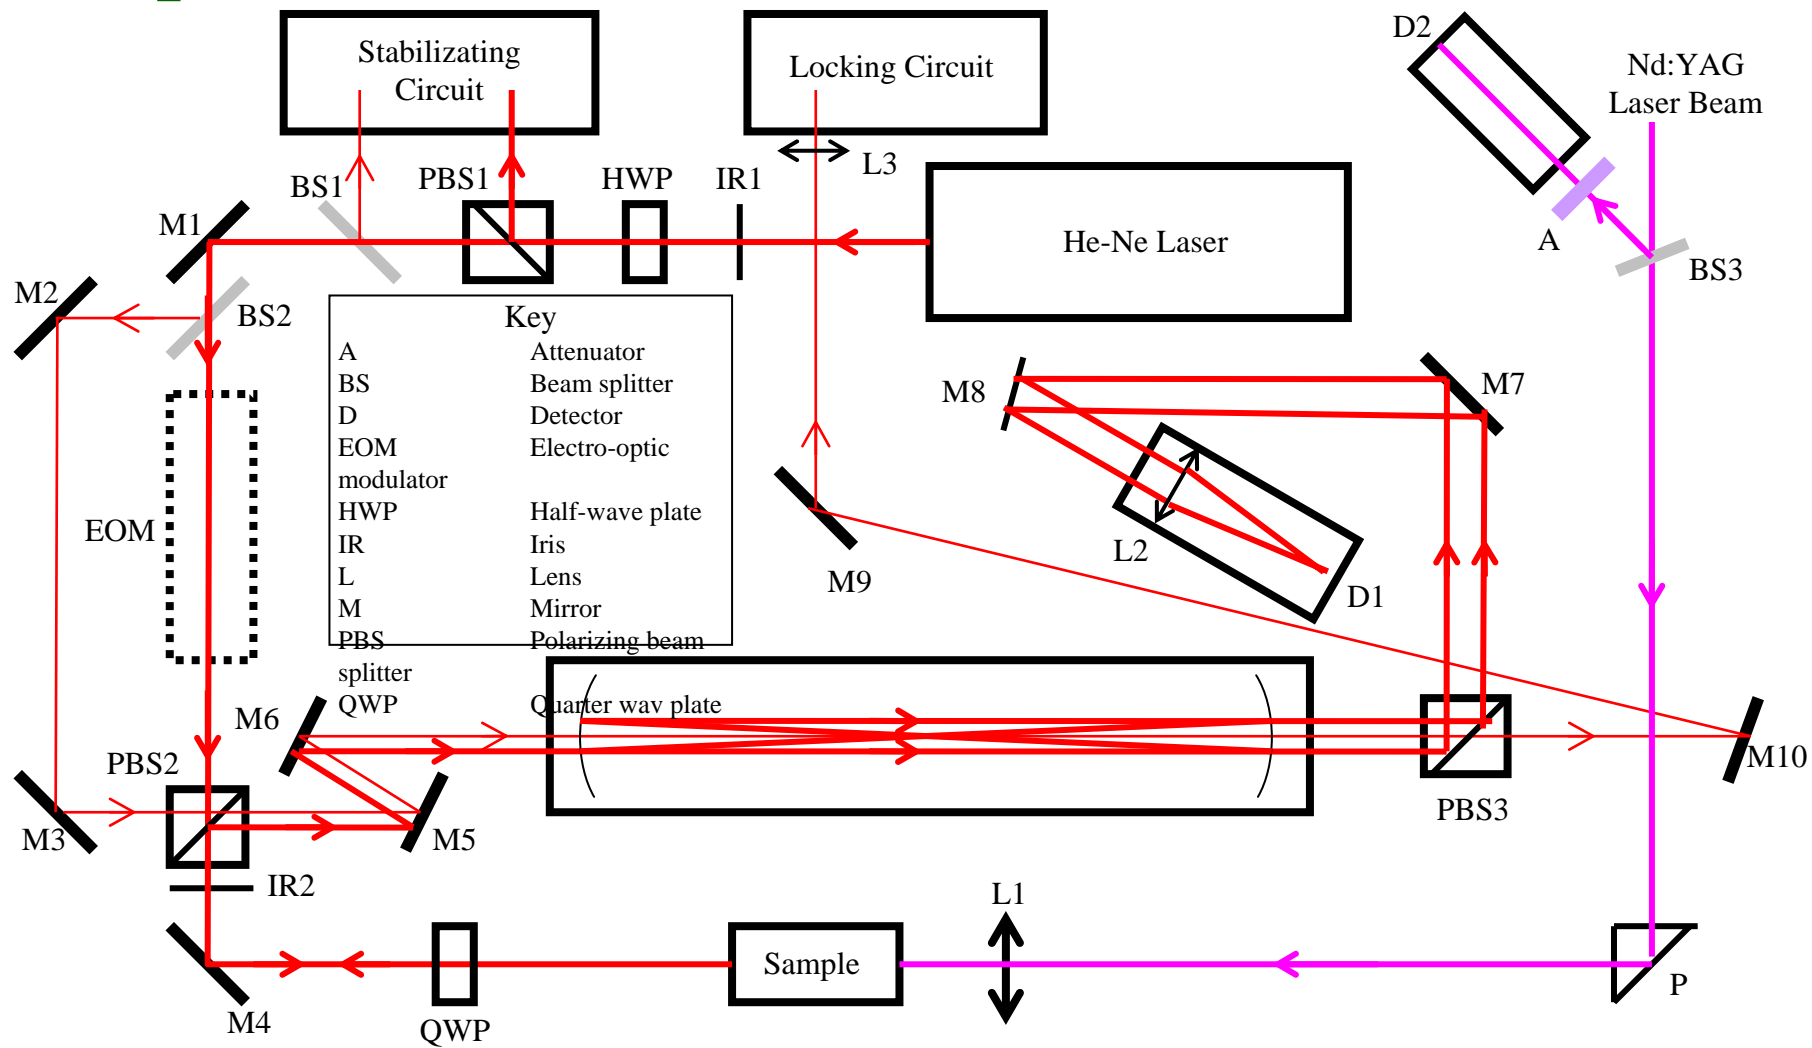 Stabilizating
Circuit
Locking Circuit
D2
Nd:YAG
Laser Beam
L3
BS1
PBS1
HWP
IR1
He-Ne Laser
A
BS3
M1
M2
BS2
Key
A Attenuator
BS Beam splitter
D Detector
EOM Electro-optic
modulator
HWP Half-wave plate
IR Iris
L Lens
M Mirror
PBS Polarizing beam
splitter
QWP Quarter wav plate
M8
M7
EOM
L2
M9
D1
M6
PBS2
M10
M3
M5
PBS3
IR2
L1
Sample
P
M4
QWP